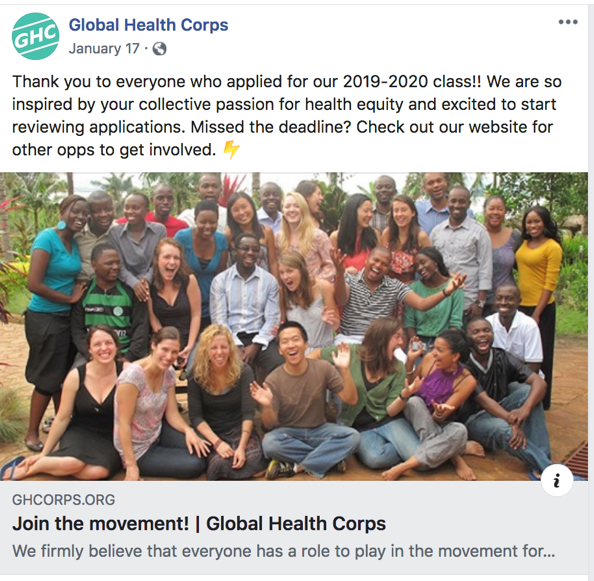 GHC
Global Health Corps
January 17 ·
Thank you to everyone who applied for our 2019-2020 class!! We are so
inspired by your collective passion for health equity and excited to start
reviewing applications. Missed the deadline? Check out our website for
other opps to get involved. ⚡
GHCORPS.ORG
i
Join the movement! | Global Health Corps
We firmly believe that everyone has a role to play in the movement for...